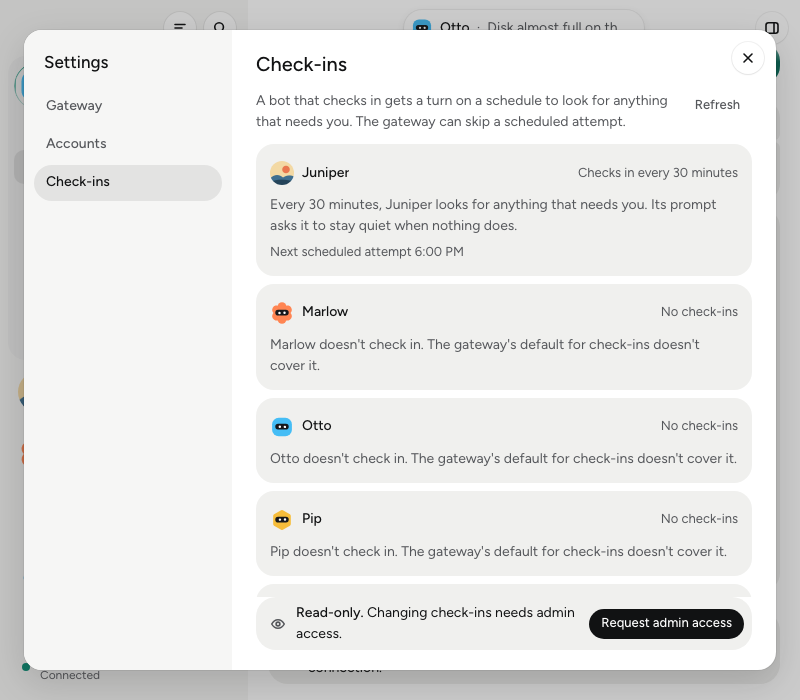 Otto · Disk almost full on th
Settings
Gateway
Accounts
Check-ins
Check-ins
A bot that checks in gets a turn on a schedule to look for anything
that needs you. The gateway can skip a scheduled attempt.
Refresh
Juniper
Checks in every 30 minutes
Every 30 minutes, Juniper looks for anything that needs you. Its prompt
asks it to stay quiet when nothing does.
Next scheduled attempt 6:00 PM
Marlow
No check-ins
Marlow doesn't check in. The gateway's default for check-ins doesn't
cover it.
Otto
No check-ins
Otto doesn't check in. The gateway's default for check-ins doesn't cover it.
Pip
No check-ins
Pip doesn't check in. The gateway's default for check-ins doesn't cover it.
Read-only. Changing check-ins needs admin
access.
Request admin access
Connected
connection.